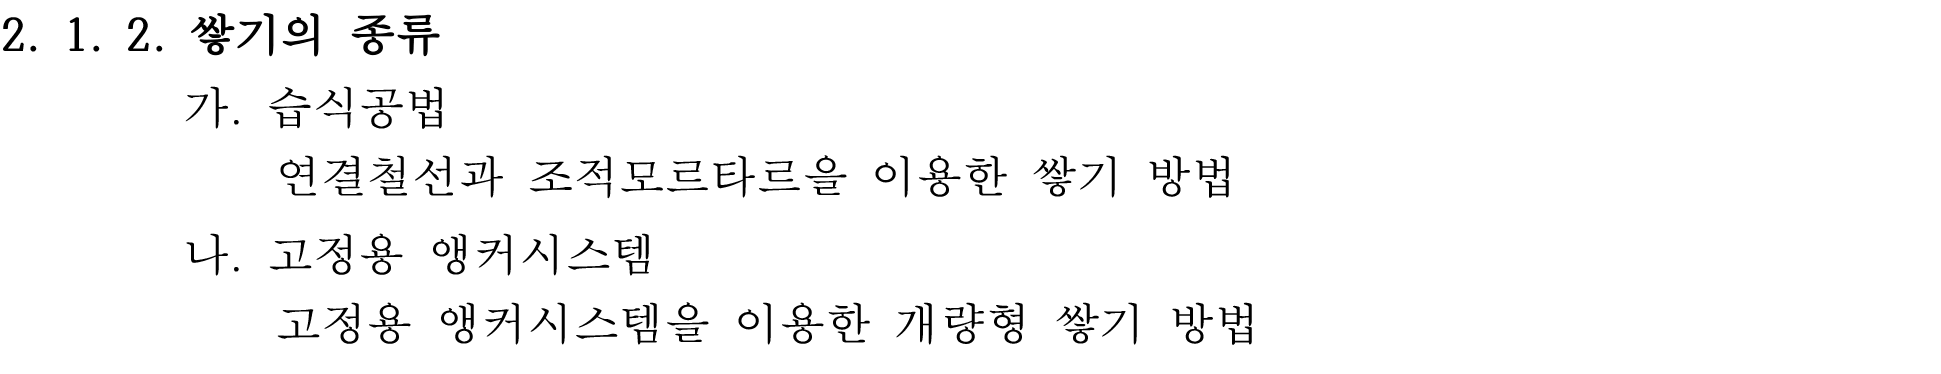 2. 1. 2. 쌓기의 종류
가. 습식공법
연결철선과 조적모르타르을 이용한 쌓기 방법
나. 고정용 앵커시스템
고정용 앵커시스템을 이용한 개량형 쌓기 방법